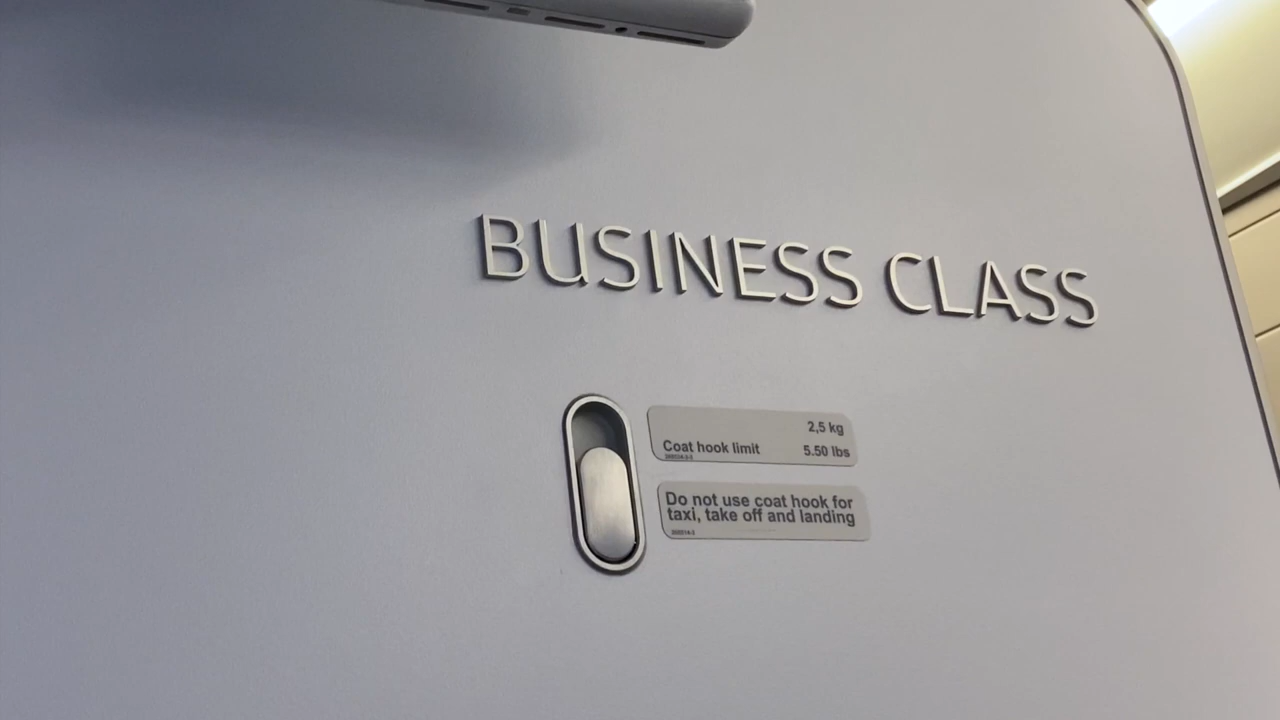 BUSINESS CLASS
2,5 kg
Coat hook limit 5.50 lbs
Do not use coat hook for
taxi, take off and landing